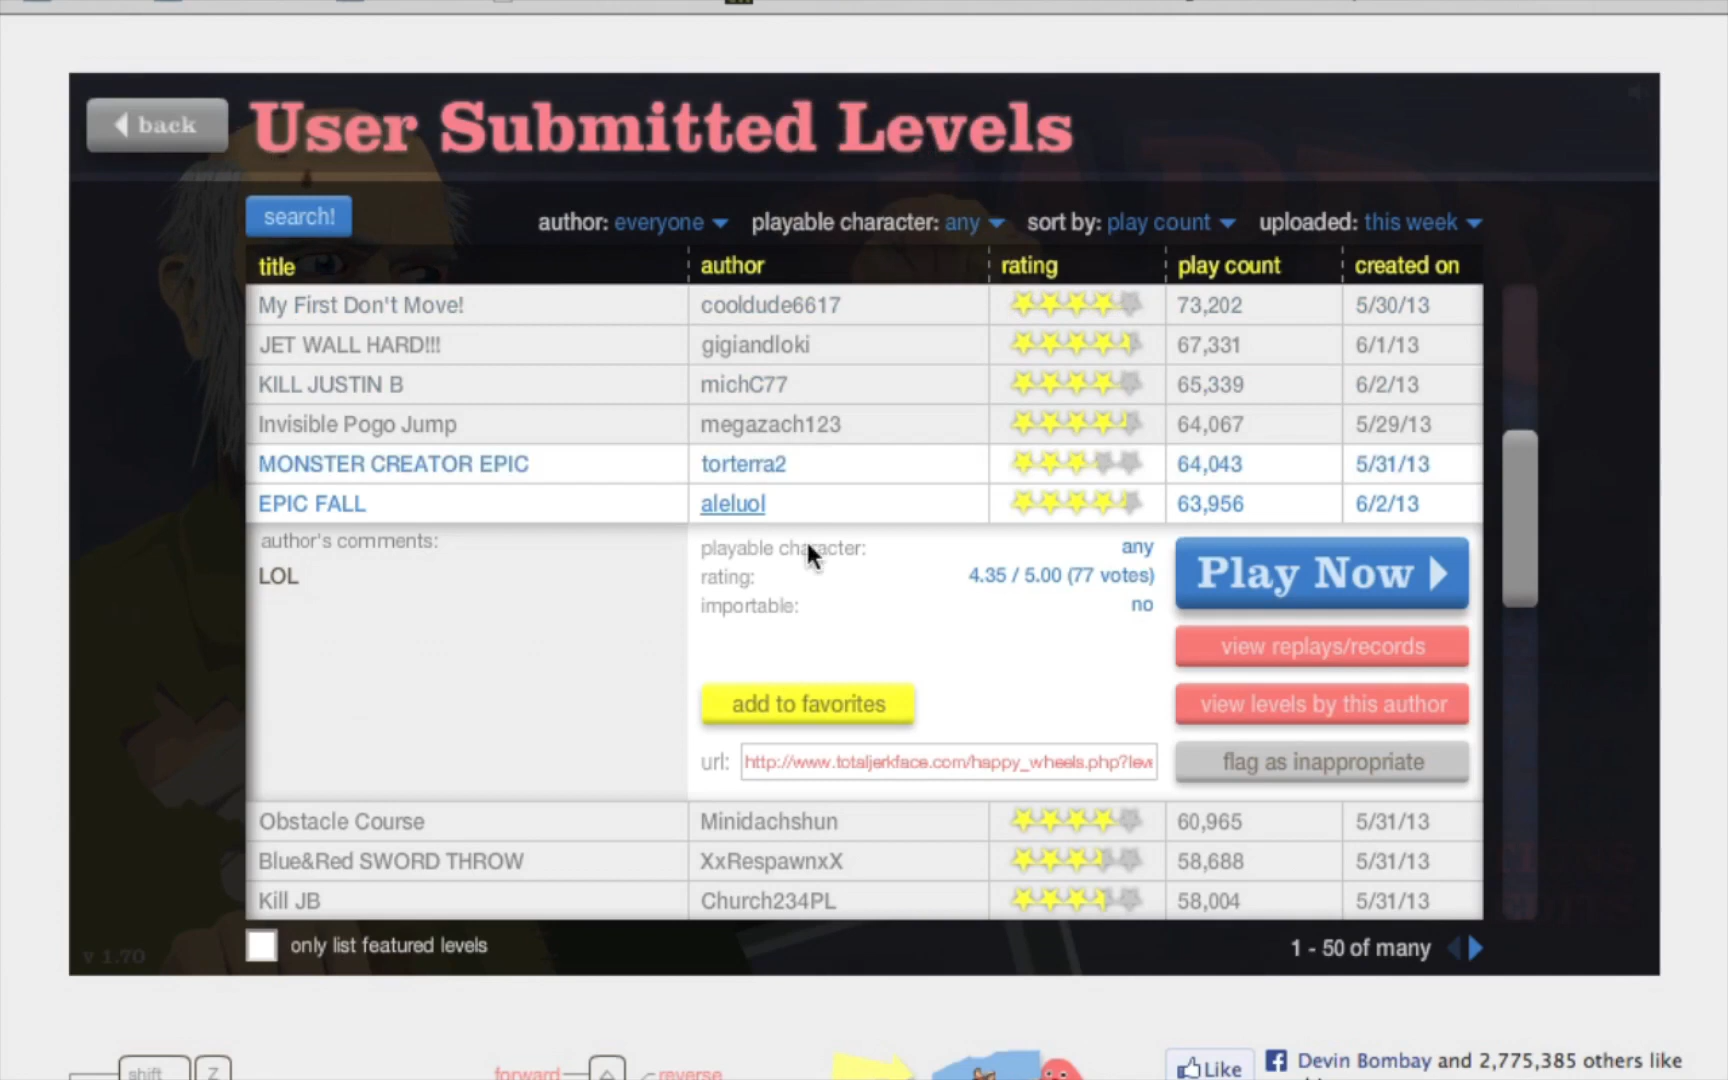 back
User Submitted Levels
search!
author: everyone playable character: any sort by: play count uploaded: this week
title author rating play count created on
My First Don't Move! cooldude6617 73,202 5/30/13
JET WALL HARD!!! gigiandloki 67,331 6/1/13
KILL JUSTIN B michC77 65,339 6/2/13
Invisible Pogo Jump megazach123 64,067 5/29/13
MONSTER CREATOR EPIC torterra2 64,043 5/31/13
EPIC FALL aleluol 63,956 6/2/13
author's comments:
LOL
playable character: any
rating: 4.35 / 5.00 (77 votes)
importable: no
Play Now
view replays/records
add to favorites
view levels by this author
url: http://www.totaljerkface.com/happy_wheels.php?lev
flag as inappropriate
Obstacle Course Minidachshun 60,965 5/31/13
Blue&Red SWORD THROW XxRespawnxX 58,688 5/31/13
Kill JB Church234PL 58,004 5/31/13
only list featured levels
1 - 50 of many
v 1.70
shift Z
forward reverse
Like
Devin Bombay and 2,775,385 others like